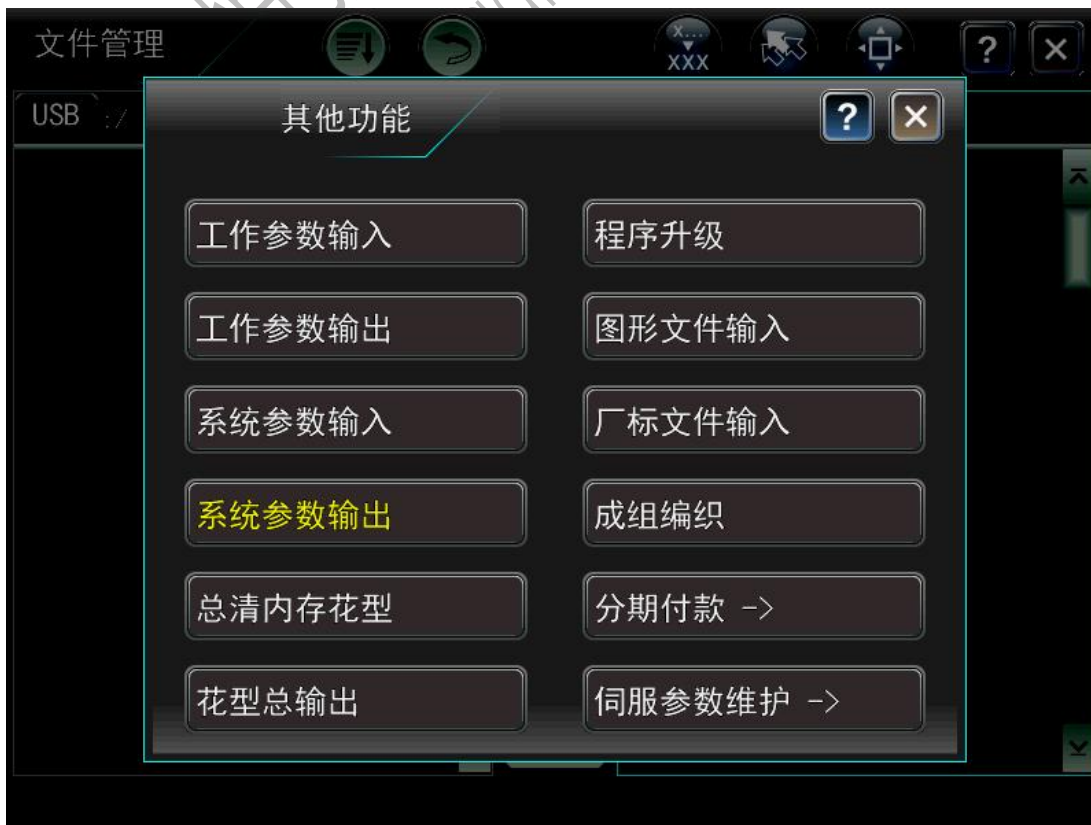 文件管理
X...
XXX
?
USB :/
其他功能
?
工作参数输入
程序升级
工作参数输出
图形文件输入
系统参数输入
厂标文件输入
系统参数输出
成组编织
总清内存花型
分期付款 ->
花型总输出
伺服参数维护 ->